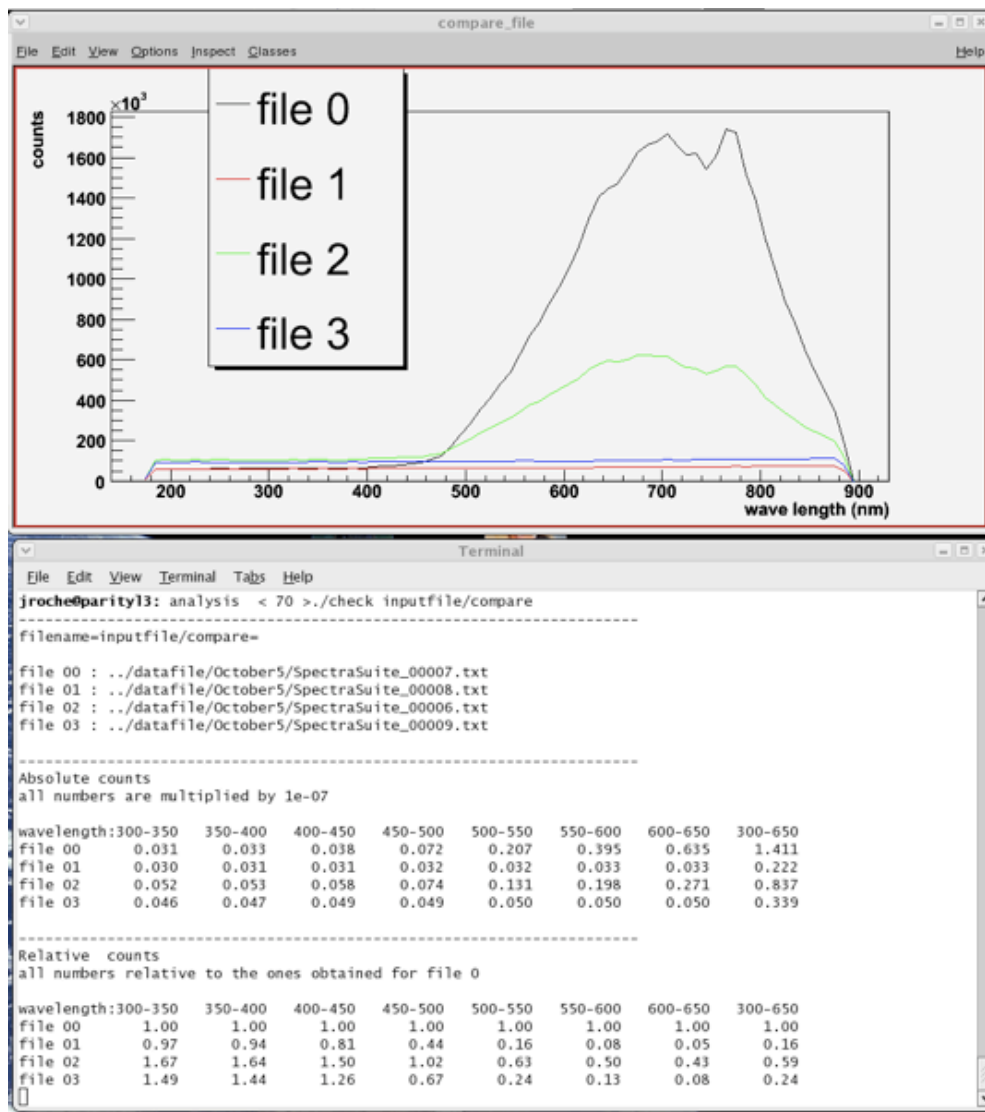 compare_file
File Edit View Options Inspect Classes Help
×10³
counts
1800
1600
1400
1200
1000
800
600
400
200
0
file 0
file 1
file 2
file 3
200 300 400 500 600 700 800 900
wave length (nm)
Terminal
File Edit View Terminal Tabs Help
jroche@parityl3: analysis < 70 >./check inputfile/compare
--------------------------------------------------------------------------
filename=inputfile/compare=
file 00 : ../datafile/October5/SpectraSuite_00007.txt
file 01 : ../datafile/October5/SpectraSuite_00008.txt
file 02 : ../datafile/October5/SpectraSuite_00006.txt
file 03 : ../datafile/October5/SpectraSuite_00009.txt
--------------------------------------------------------------------------
Absolute counts
all numbers are multiplied by 1e-07
wavelength:300-350 350-400 400-450 450-500 500-550 550-600 600-650 300-650
file 00 0.031 0.033 0.038 0.072 0.207 0.395 0.635 1.411
file 01 0.030 0.031 0.031 0.032 0.032 0.033 0.033 0.222
file 02 0.052 0.053 0.058 0.074 0.131 0.198 0.271 0.837
file 03 0.046 0.047 0.049 0.049 0.050 0.050 0.050 0.339
--------------------------------------------------------------------------
Relative counts
all numbers relative to the ones obtained for file 0
wavelength:300-350 350-400 400-450 450-500 500-550 550-600 600-650 300-650
file 00 1.00 1.00 1.00 1.00 1.00 1.00 1.00 1.00
file 01 0.97 0.94 0.81 0.44 0.16 0.08 0.05 0.16
file 02 1.67 1.64 1.50 1.02 0.63 0.50 0.43 0.59
file 03 1.49 1.44 1.26 0.67 0.24 0.13 0.08 0.24